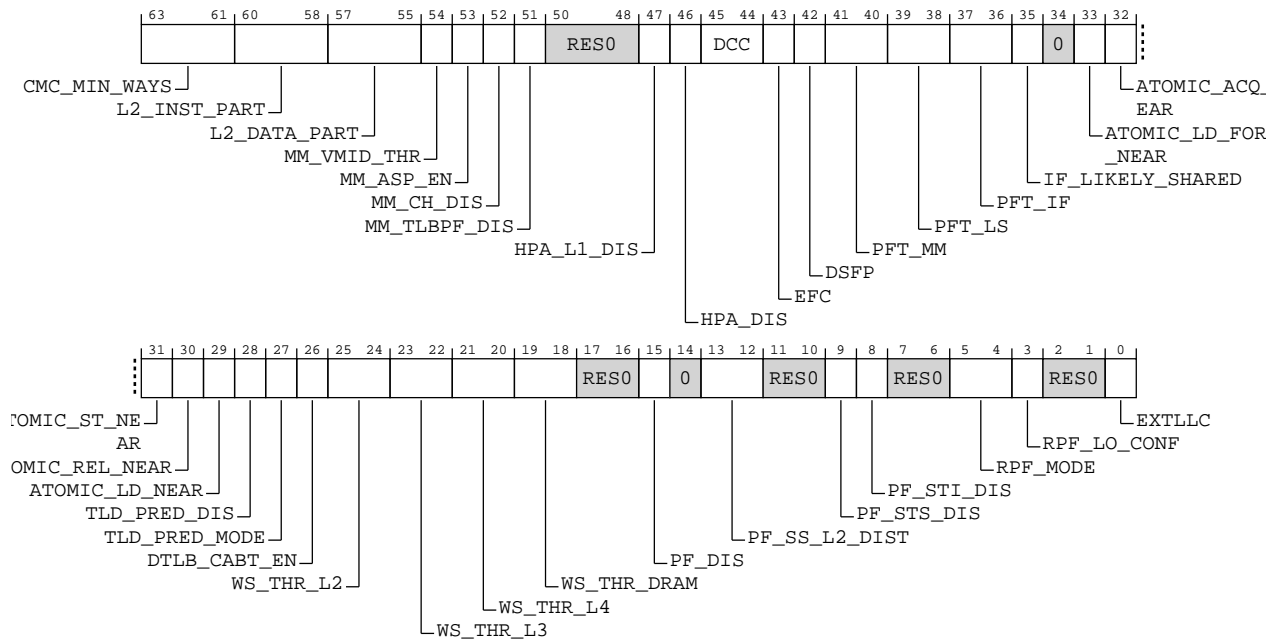 63 61 60 58 57 55 54 53 52 51 50 48 47 46 45 44 43 42 41 40 39 38 37 36 35 34 33 32
RES0 DCC 0
CMC_MIN_WAYS ATOMIC_ACQ_
L2_INST_PART EAR
L2_DATA_PART ATOMIC_LD_FOR
MM_VMID_THR _NEAR
MM_ASP_EN IF_LIKELY_SHARED
MM_CH_DIS PFT_IF
MM_TLBPF_DIS PFT_LS
HPA_L1_DIS PFT_MM
DSFP
EFC
HPA_DIS
31 30 29 28 27 26 25 24 23 22 21 20 19 18 17 16 15 14 13 12 11 10 9 8 7 6 5 4 3 2 1 0
RES0 0 RES0 RES0 RES0
TOMIC_ST_NE EXTLLC
AR RPF_LO_CONF
OMIC_REL_NEAR RPF_MODE
ATOMIC_LD_NEAR PF_STI_DIS
TLD_PRED_DIS PF_STS_DIS
TLD_PRED_MODE PF_SS_L2_DIST
DTLB_CABT_EN PF_DIS
WS_THR_L2 WS_THR_DRAM
WS_THR_L4
WS_THR_L3